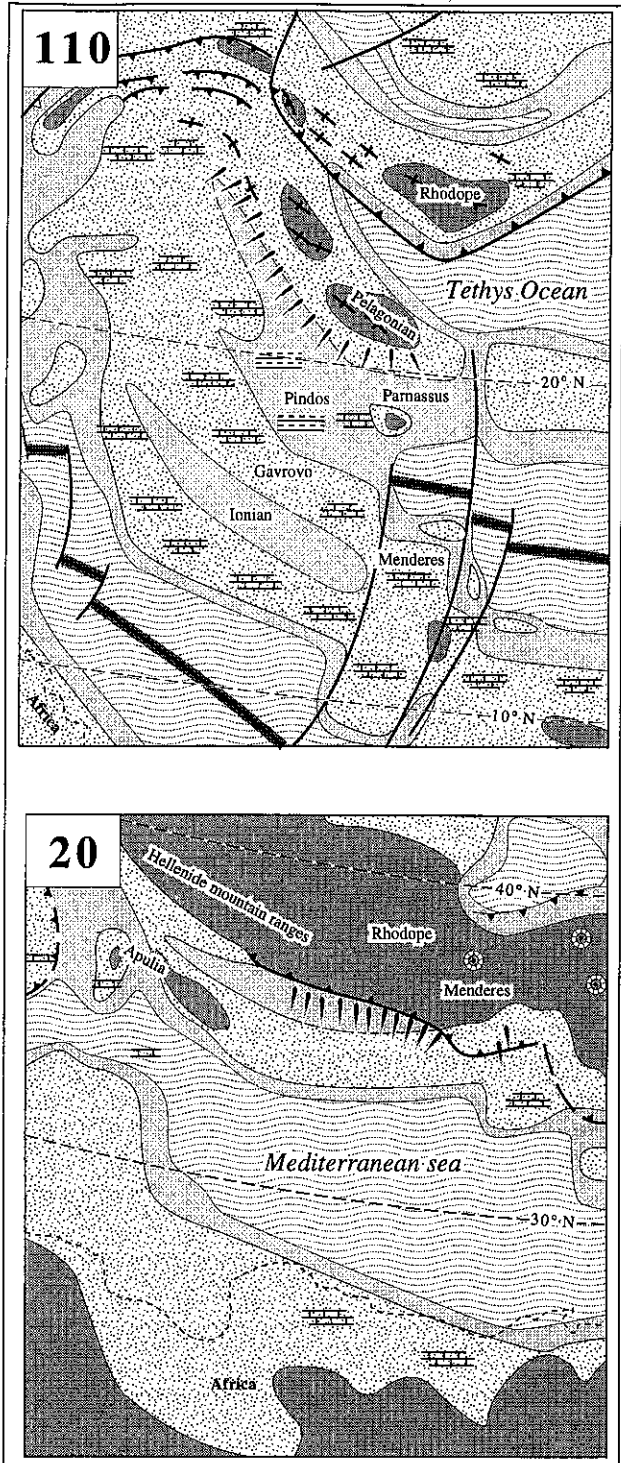 110
Rhodope
Tethys Ocean
Pelagonian
20° N
Pindos
Parnassus
Gavrovo
Ionian
Menderes
Africa
10° N
20
Hellenide mountain ranges
40° N
Rhodope
Apulia
Menderes
Mediterranean sea
30° N
Africa